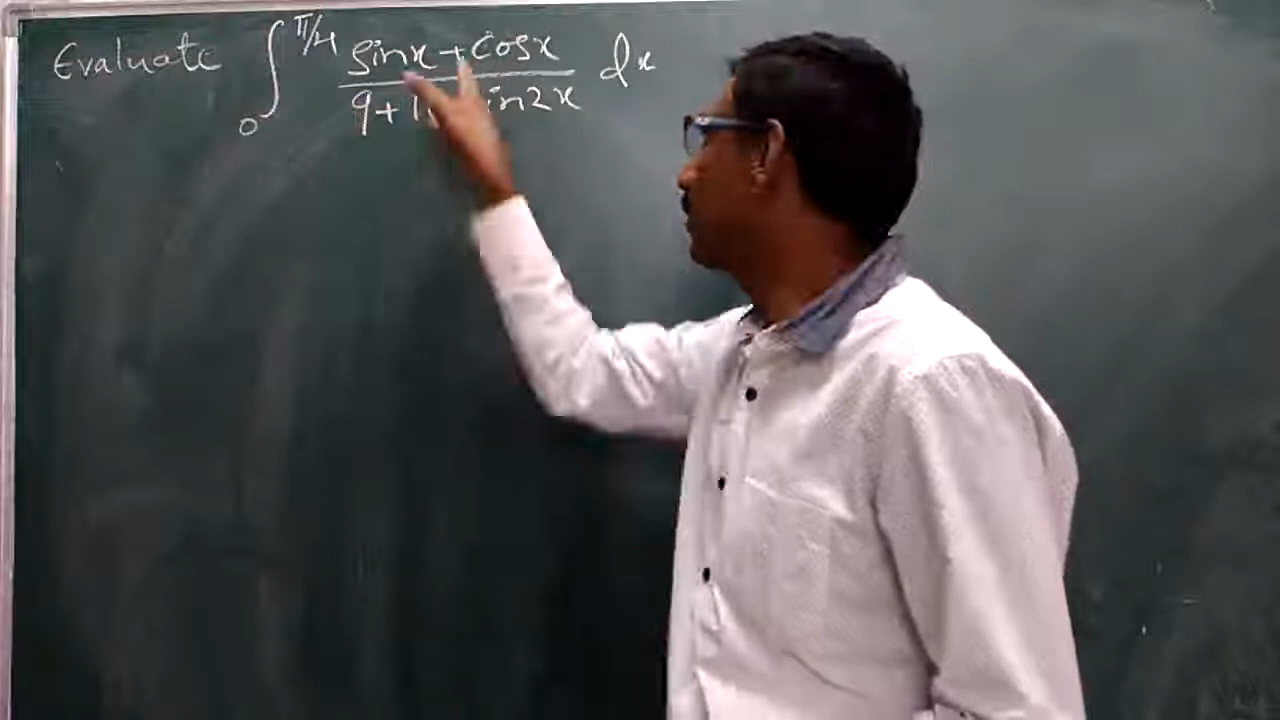 Evaluate ∫₀^π/4 (sinx + cosx)/(9 + 1 in2x) dx